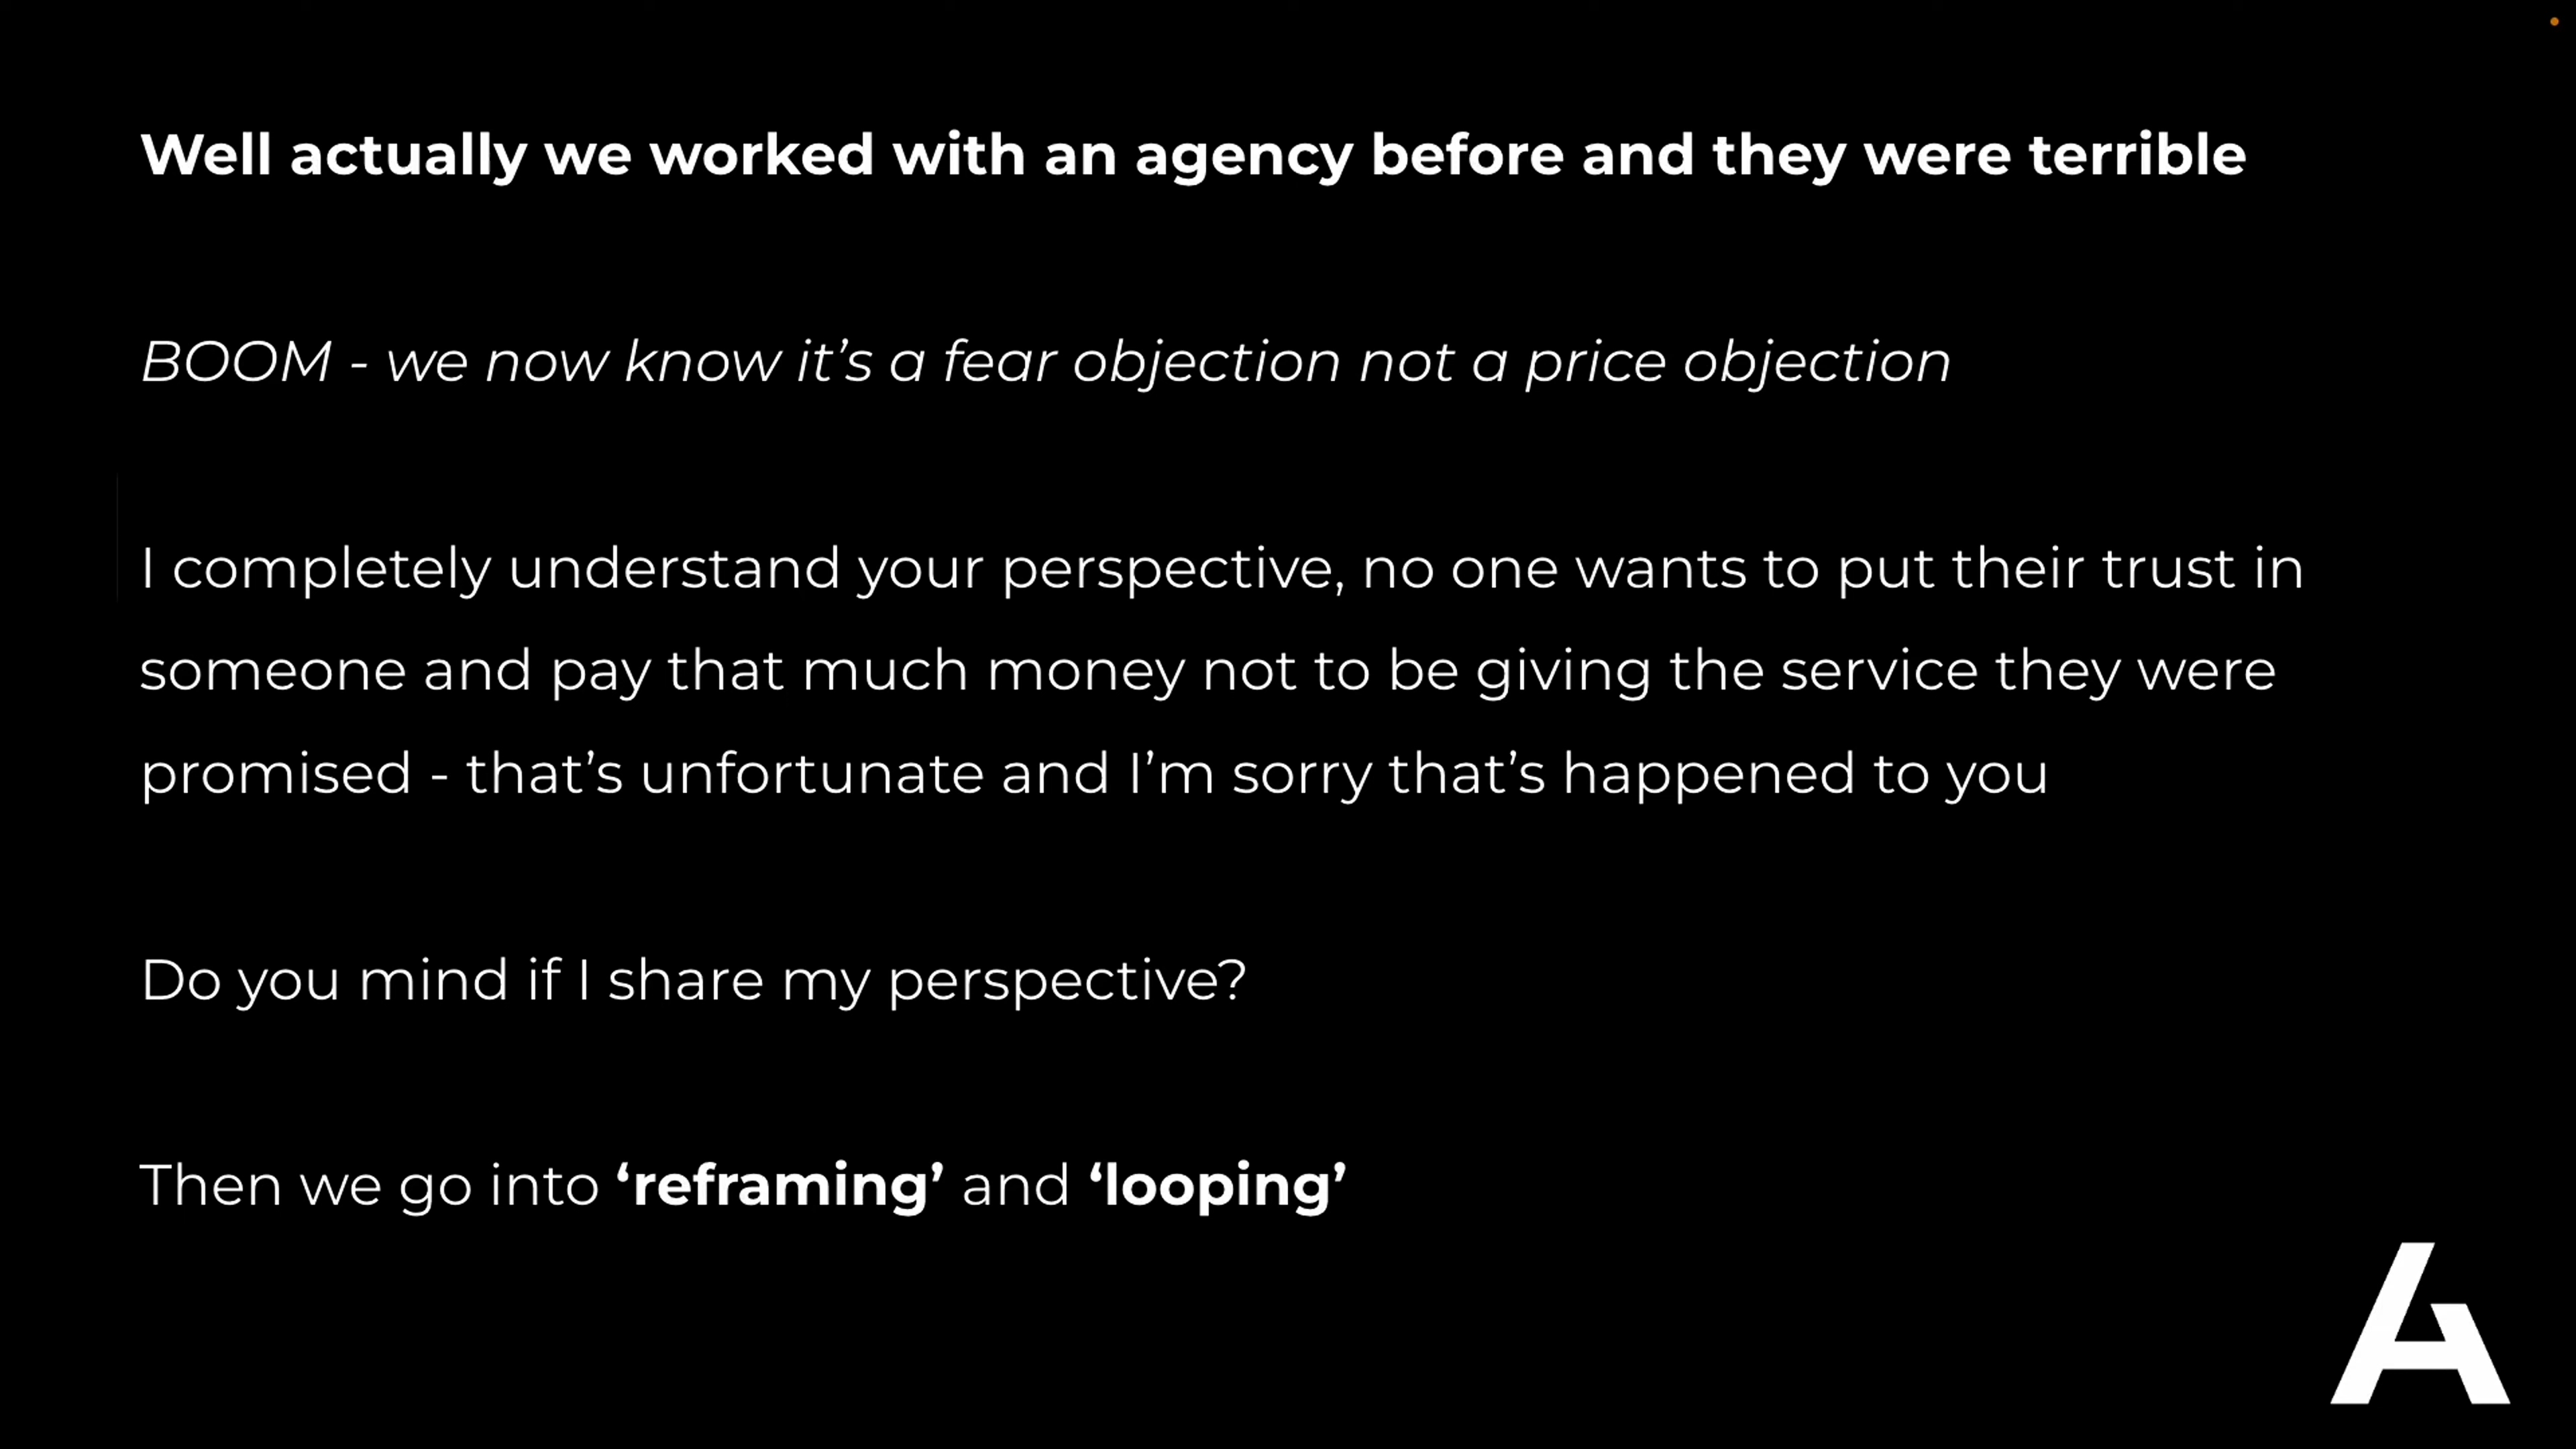 Well actually we worked with an agency before and they were terrible
BOOM - we now know it’s a fear objection not a price objection
I completely understand your perspective, no one wants to put their trust in
someone and pay that much money not to be giving the service they were
promised - that’s unfortunate and I’m sorry that’s happened to you
Do you mind if I share my perspective?
Then we go into ‘reframing’ and ‘looping’